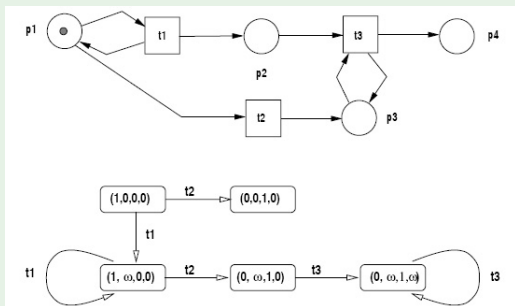 p1
t1
t3
p4
p2
t2
p3
(1,0,0,0)
t2
(0,0,1,0)
t1
t1
(1, ω,0,0)
t2
(0, ω,1,0)
t3
(0, ω,1,ω)
t3